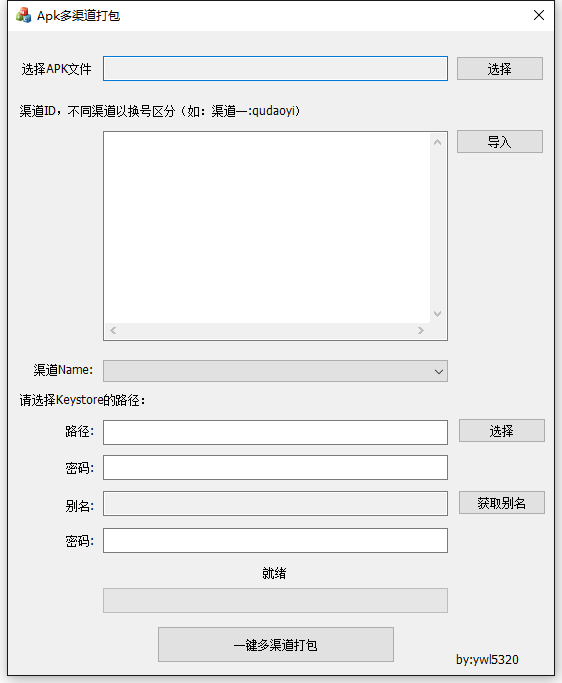 Apk多渠道打包
选择APK文件
选择
渠道ID，不同渠道以换号区分（如：渠道一:qudaoyi）
导入
渠道Name:
请选择Keystore的路径：
路径:
选择
密码:
别名:
获取别名
密码:
就绪
一键多渠道打包
by:ywl5320